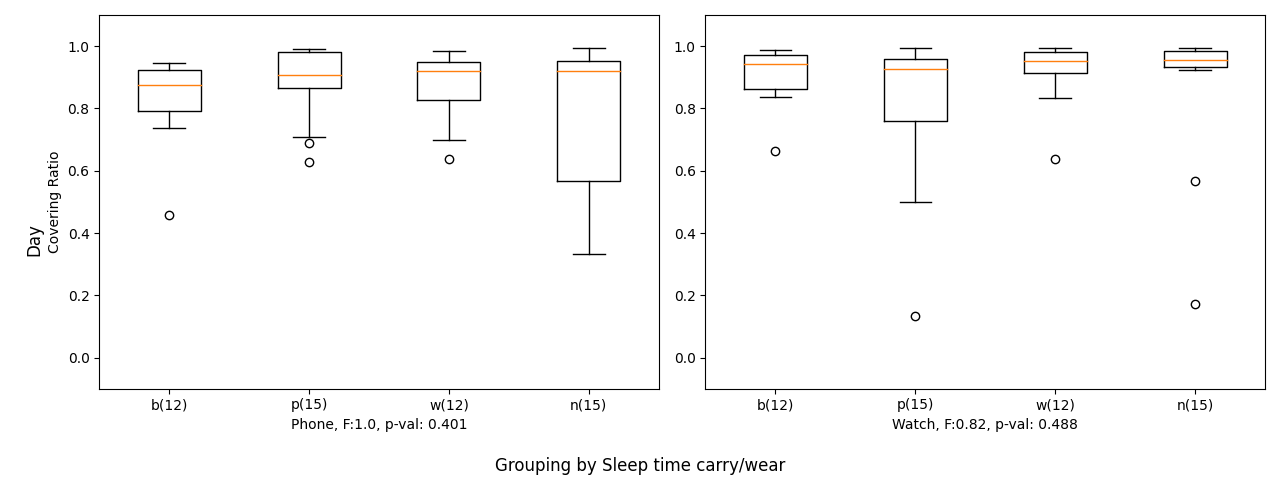 Day
Covering Ratio
1.0
0.8
0.6
0.4
0.2
0.0
b(12) p(15) w(12) n(15)
Phone, F:1.0, p-val: 0.401
1.0
0.8
0.6
0.4
0.2
0.0
b(12) p(15) w(12) n(15)
Watch, F:0.82, p-val: 0.488
Grouping by Sleep time carry/wear